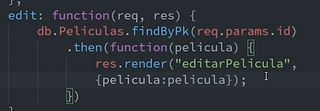 edit: function(req, res) {
db.Peliculas.findByPk(req.params.id)
.then(function(pelicula) {
res.render("editarPelicula",
{pelicula:pelicula});
})